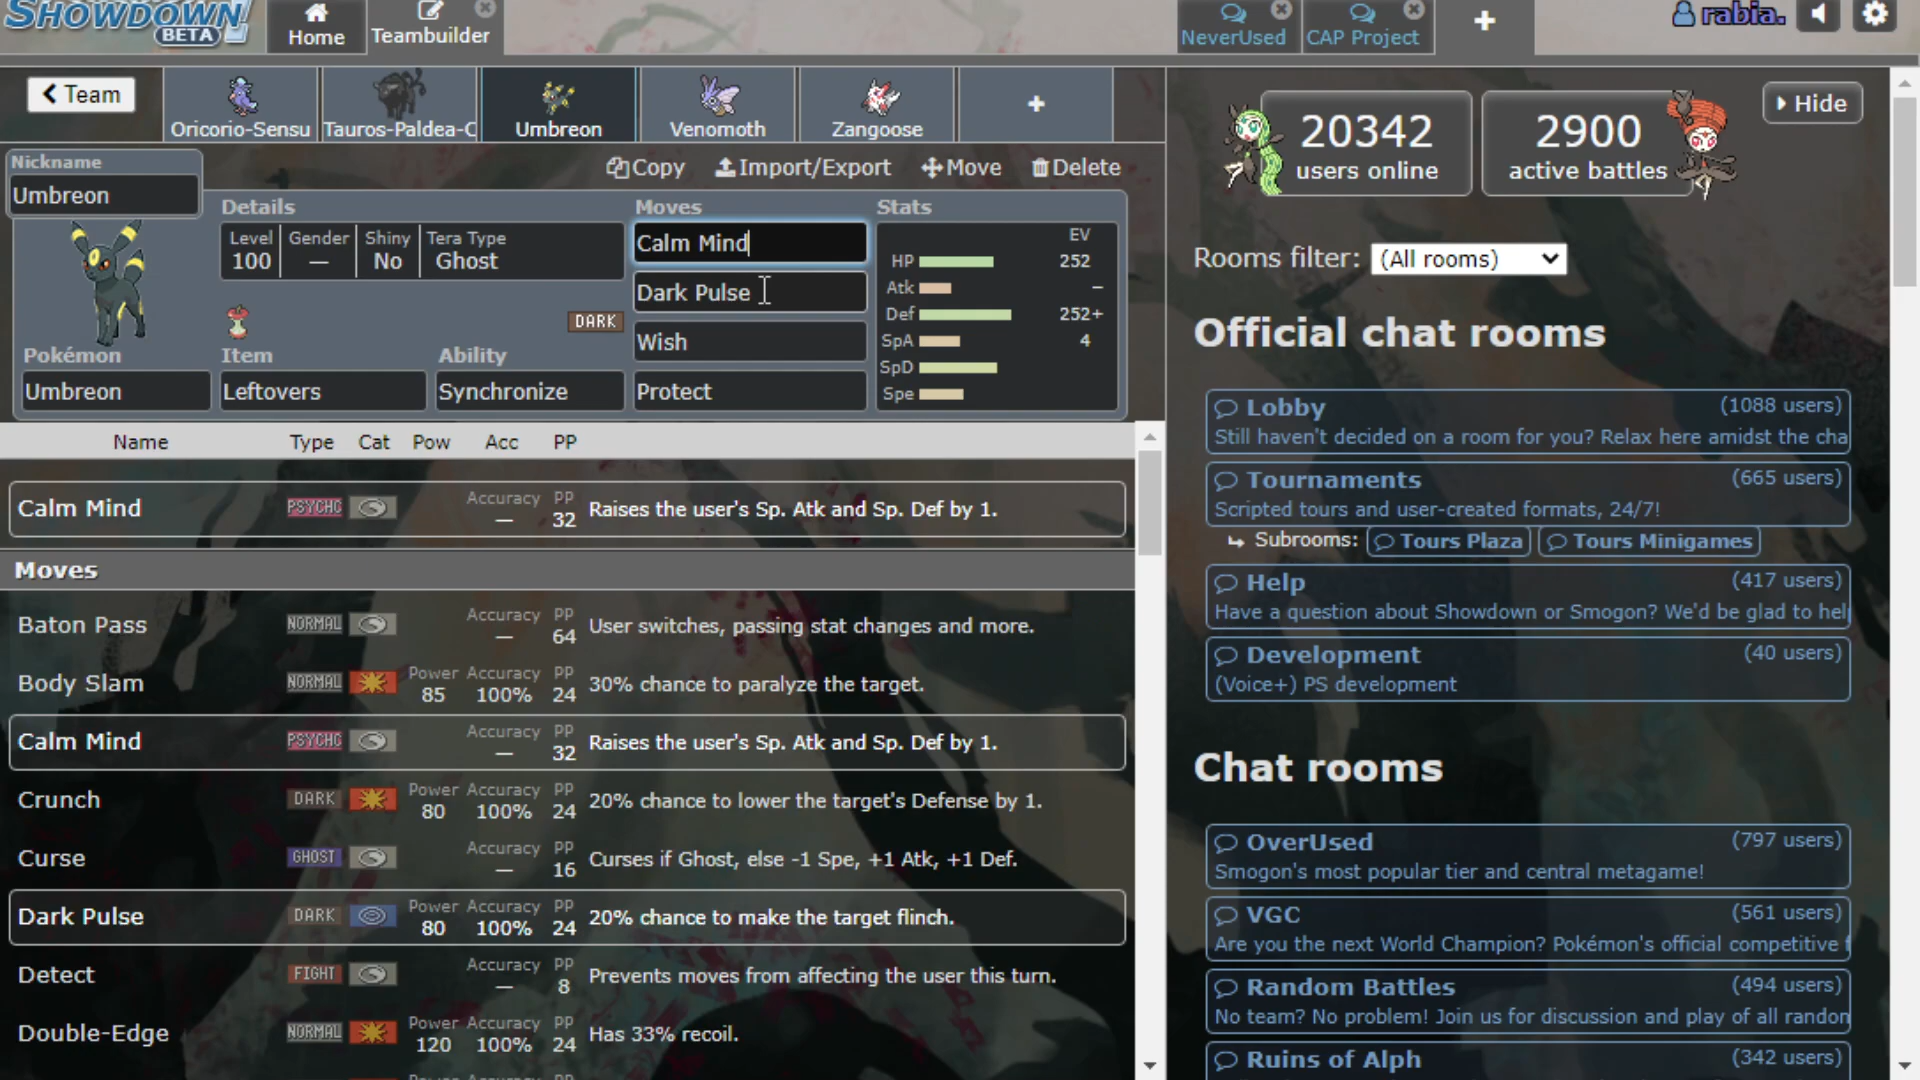 SHOWDOWN
BETA
Home
Teambuilder
NeverUsed
CAP Project
rabia.
Team
Oricorio-Sensu
Tauros-Paldea-C
Umbreon
Venomoth
Zangoose
Hide
20342
users online
2900
active battles
Nickname
Umbreon
Copy Import/Export Move Delete
Details
Level
100
Gender
—
Shiny
No
Tera Type
Ghost
DARK
Pokémon
Umbreon
Item
Leftovers
Ability
Synchronize
Moves
Calm Mind
Dark Pulse
Wish
Protect
Stats
EV
HP 252
Atk –
Def 252+
SpA 4
SpD
Spe
Name Type Cat Pow Acc PP
Calm Mind PSYCHC Accuracy — PP 32 Raises the user's Sp. Atk and Sp. Def by 1.
Moves
Baton Pass NORMAL Accuracy — PP 64 User switches, passing stat changes and more.
Body Slam NORMAL Power 85 Accuracy 100% PP 24 30% chance to paralyze the target.
Calm Mind PSYCHC Accuracy — PP 32 Raises the user's Sp. Atk and Sp. Def by 1.
Crunch DARK Power 80 Accuracy 100% PP 24 20% chance to lower the target's Defense by 1.
Curse GHOST Accuracy — PP 16 Curses if Ghost, else -1 Spe, +1 Atk, +1 Def.
Dark Pulse DARK Power 80 Accuracy 100% PP 24 20% chance to make the target flinch.
Detect FIGHT Accuracy — PP 8 Prevents moves from affecting the user this turn.
Double-Edge NORMAL Power 120 Accuracy 100% PP 24 Has 33% recoil.
Rooms filter: (All rooms)
Official chat rooms
Lobby (1088 users)
Still haven't decided on a room for you? Relax here amidst the cha
Tournaments (665 users)
Scripted tours and user-created formats, 24/7!
Subrooms: Tours Plaza Tours Minigames
Help (417 users)
Have a question about Showdown or Smogon? We'd be glad to hel
Development (40 users)
(Voice+) PS development
Chat rooms
OverUsed (797 users)
Smogon's most popular tier and central metagame!
VGC (561 users)
Are you the next World Champion? Pokémon's official competitive
Random Battles (494 users)
No team? No problem! Join us for discussion and play of all random
Ruins of Alph (342 users)